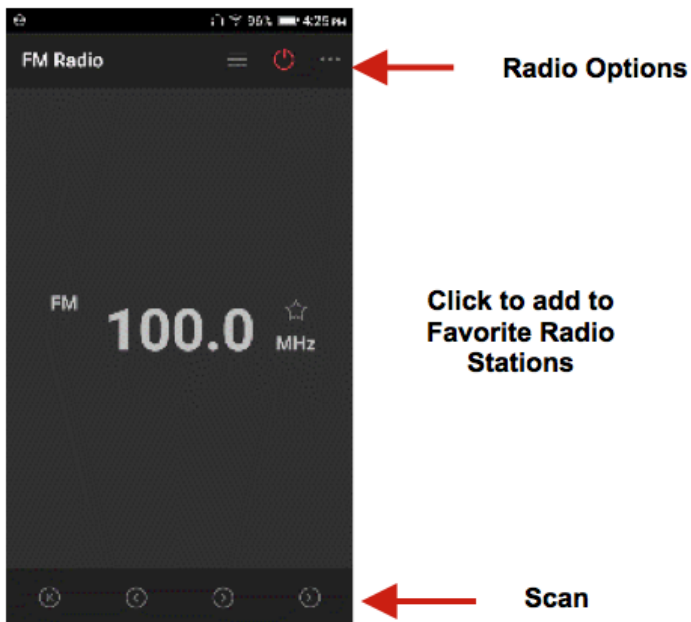 96% 4:25 PM
FM Radio
Radio Options
FM
100.0
MHz
Click to add to
Favorite Radio
Stations
Scan